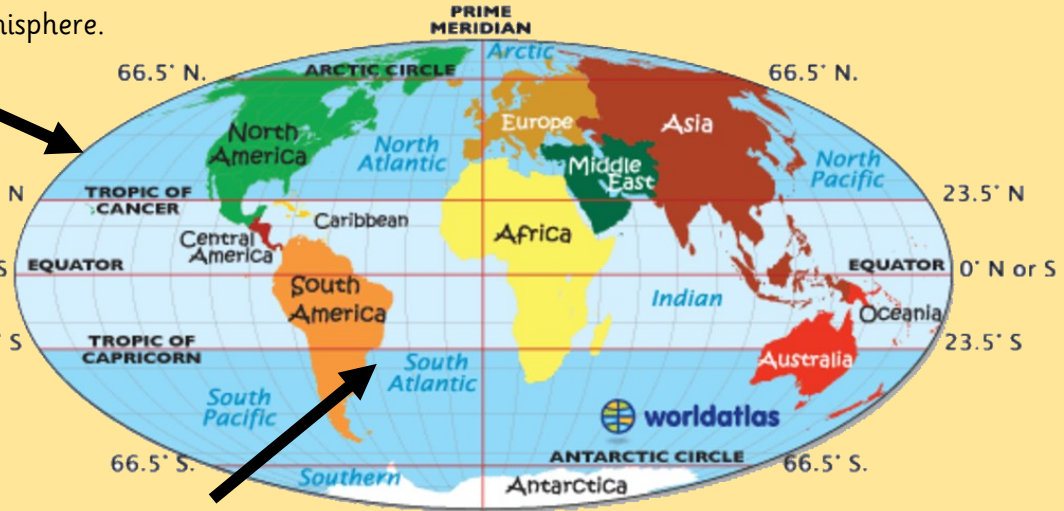 nisphere.
PRIME
MERIDIAN
Arctic
66.5° N.
ARCTIC CIRCLE
66.5° N.
North
America
North
Atlantic
Europe
Asia
Middle
East
North
Pacific
N
TROPIC OF
CANCER
23.5° N
Caribbean
Central
America
Africa
S
EQUATOR
EQUATOR
0° N or S
South
America
Indian
Oceania
° S
TROPIC OF
CAPRICORN
23.5° S
South
Atlantic
Australia
South
Pacific
worldatlas
66.5° S.
ANTARCTIC CIRCLE
66.5° S.
Southern
Antarctica